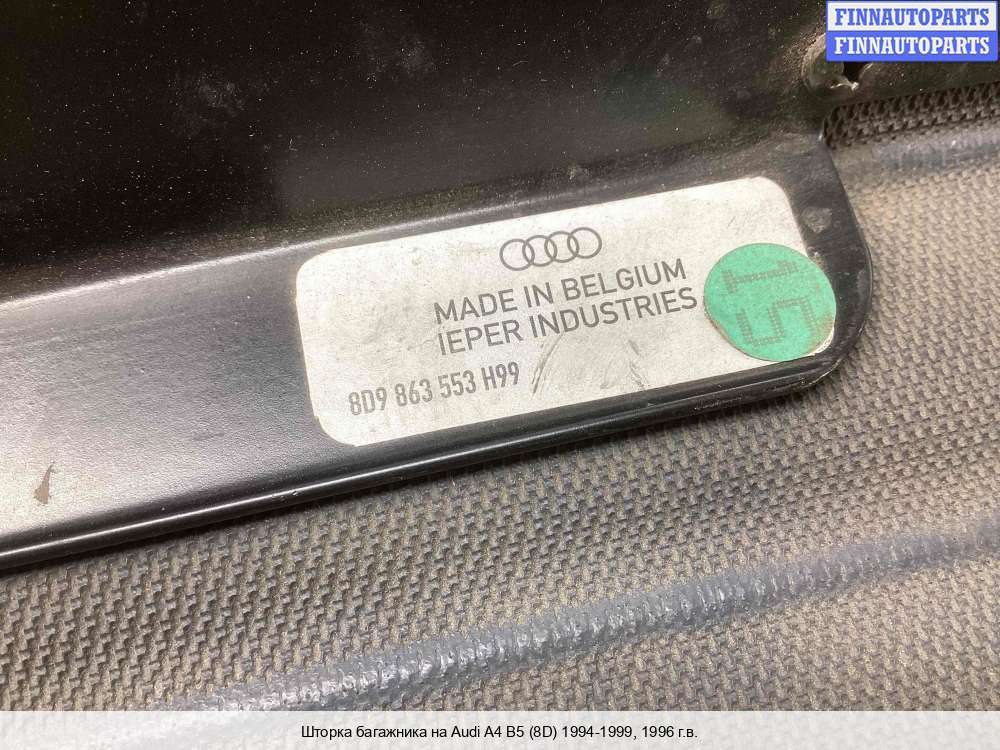 FINNAUTOPARTS
FINNAUTOPARTS
MADE IN BELGIUM
IEPER INDUSTRIES
8D9 863 553 H99
Шторка багажника на Audi A4 B5 (8D) 1994-1999, 1996 г.в.